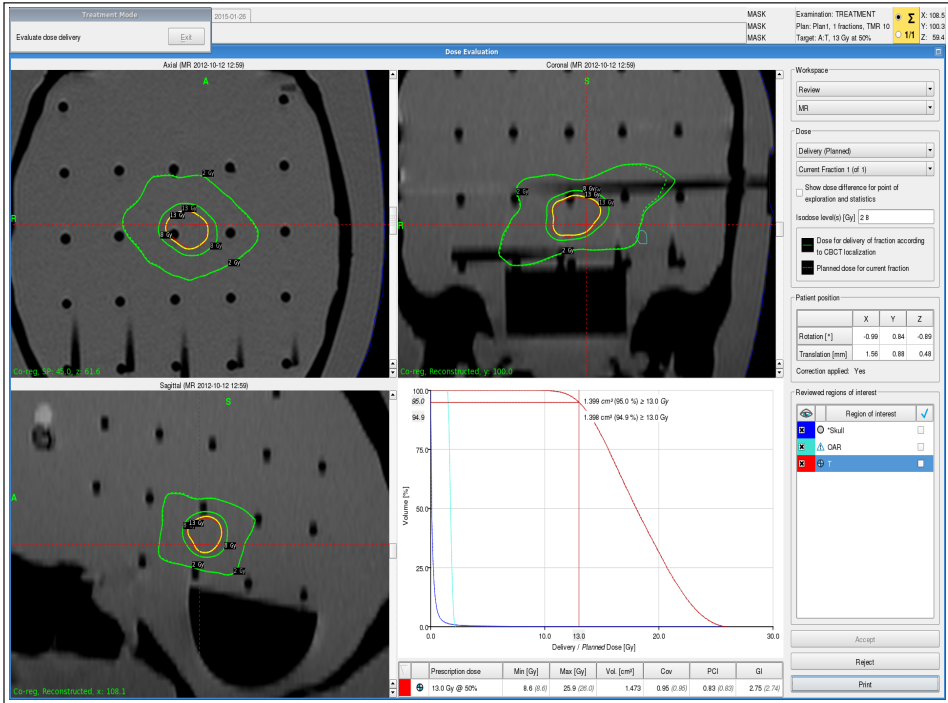 Treatment Mode
2015-01-26
Evaluate dose delivery
Exit
MASK Examination: TREATMENT
MASK Plan: Plan1, 1 fractions, TMR 10
MASK Target: A:T, 13 Gy at 50%
Σ
1/1
X: 108.5
Y: 100.3
Z: 59.4
Dose Evaluation
Axial (MR 2012-10-12 12:59)
A
R
2 Gy
13 Gy
13 Gy
8 Gy
8 Gy
2 Gy
Co-reg, SP: 45.0, z: 61.6
Coronal (MR 2012-10-12 12:59)
S
R
2 Gy
8 Gy
13 Gy
2 Gy
Co-reg, Reconstructed, y: 100.0
Sagittal (MR 2012-10-12 12:59)
S
A
13 Gy
8 Gy
2 Gy
2 Gy
Co-reg, Reconstructed, x: 108.1
100.0
95.0
94.9
75.0
50.0
25.0
0.0
Volume [%]
1.399 cm³ (95.0 %) ≥ 13.0 Gy
1.398 cm³ (94.9 %) ≥ 13.0 Gy
0.0 10.0 13.0 20.0 30.0
Delivery / Planned Dose [Gy]
Prescription dose Min [Gy] Max [Gy] Vol. [cm³] Cov PCI GI
13.0 Gy @ 50% 8.6 (8.6) 25.9 (26.0) 1.473 0.95 (0.95) 0.83 (0.83) 2.75 (2.74)
Workspace
Review
MR
Dose
Delivery (Planned)
Current Fraction 1 (of 1)
Show dose difference for point of
exploration and statistics
Isodose level(s) [Gy] 2 8
Dose for delivery of fraction according
to CBCT localization
Planned dose for current fraction
Patient position
X Y Z
Rotation [°] -0.99 0.84 -0.89
Translation [mm] 1.56 0.88 0.48
Correction applied: Yes
Reviewed regions of interest
Region of interest
*Skull
OAR
T
Accept
Reject
Print